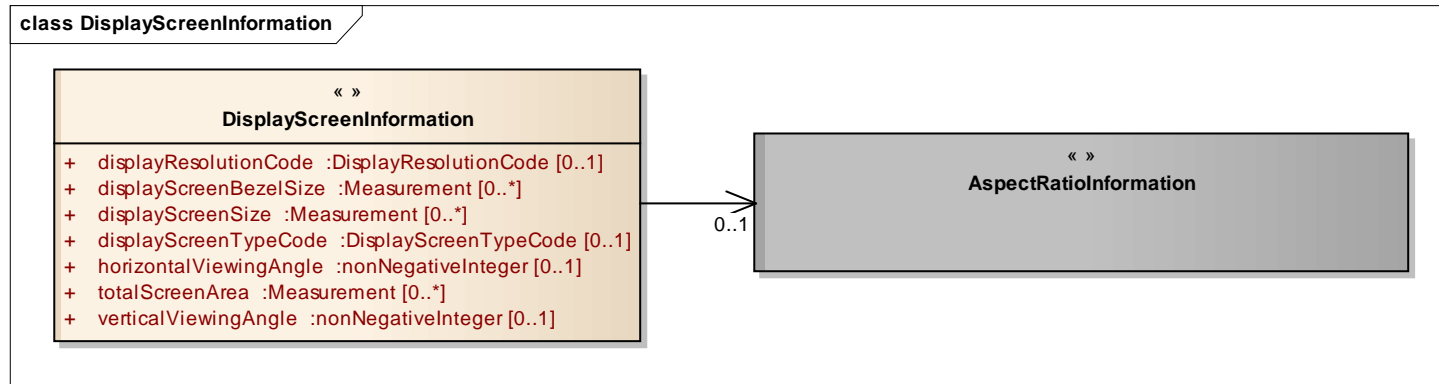 class DisplayScreenInformation
« »
DisplayScreenInformation
+ displayResolutionCode :DisplayResolutionCode [0..1]
+ displayScreenBezelSize :Measurement [0..*]
+ displayScreenSize :Measurement [0..*]
+ displayScreenTypeCode :DisplayScreenTypeCode [0..1]
+ horizontalViewingAngle :nonNegativeInteger [0..1]
+ totalScreenArea :Measurement [0..*]
+ verticalViewingAngle :nonNegativeInteger [0..1]
0..1
« »
AspectRatioInformation